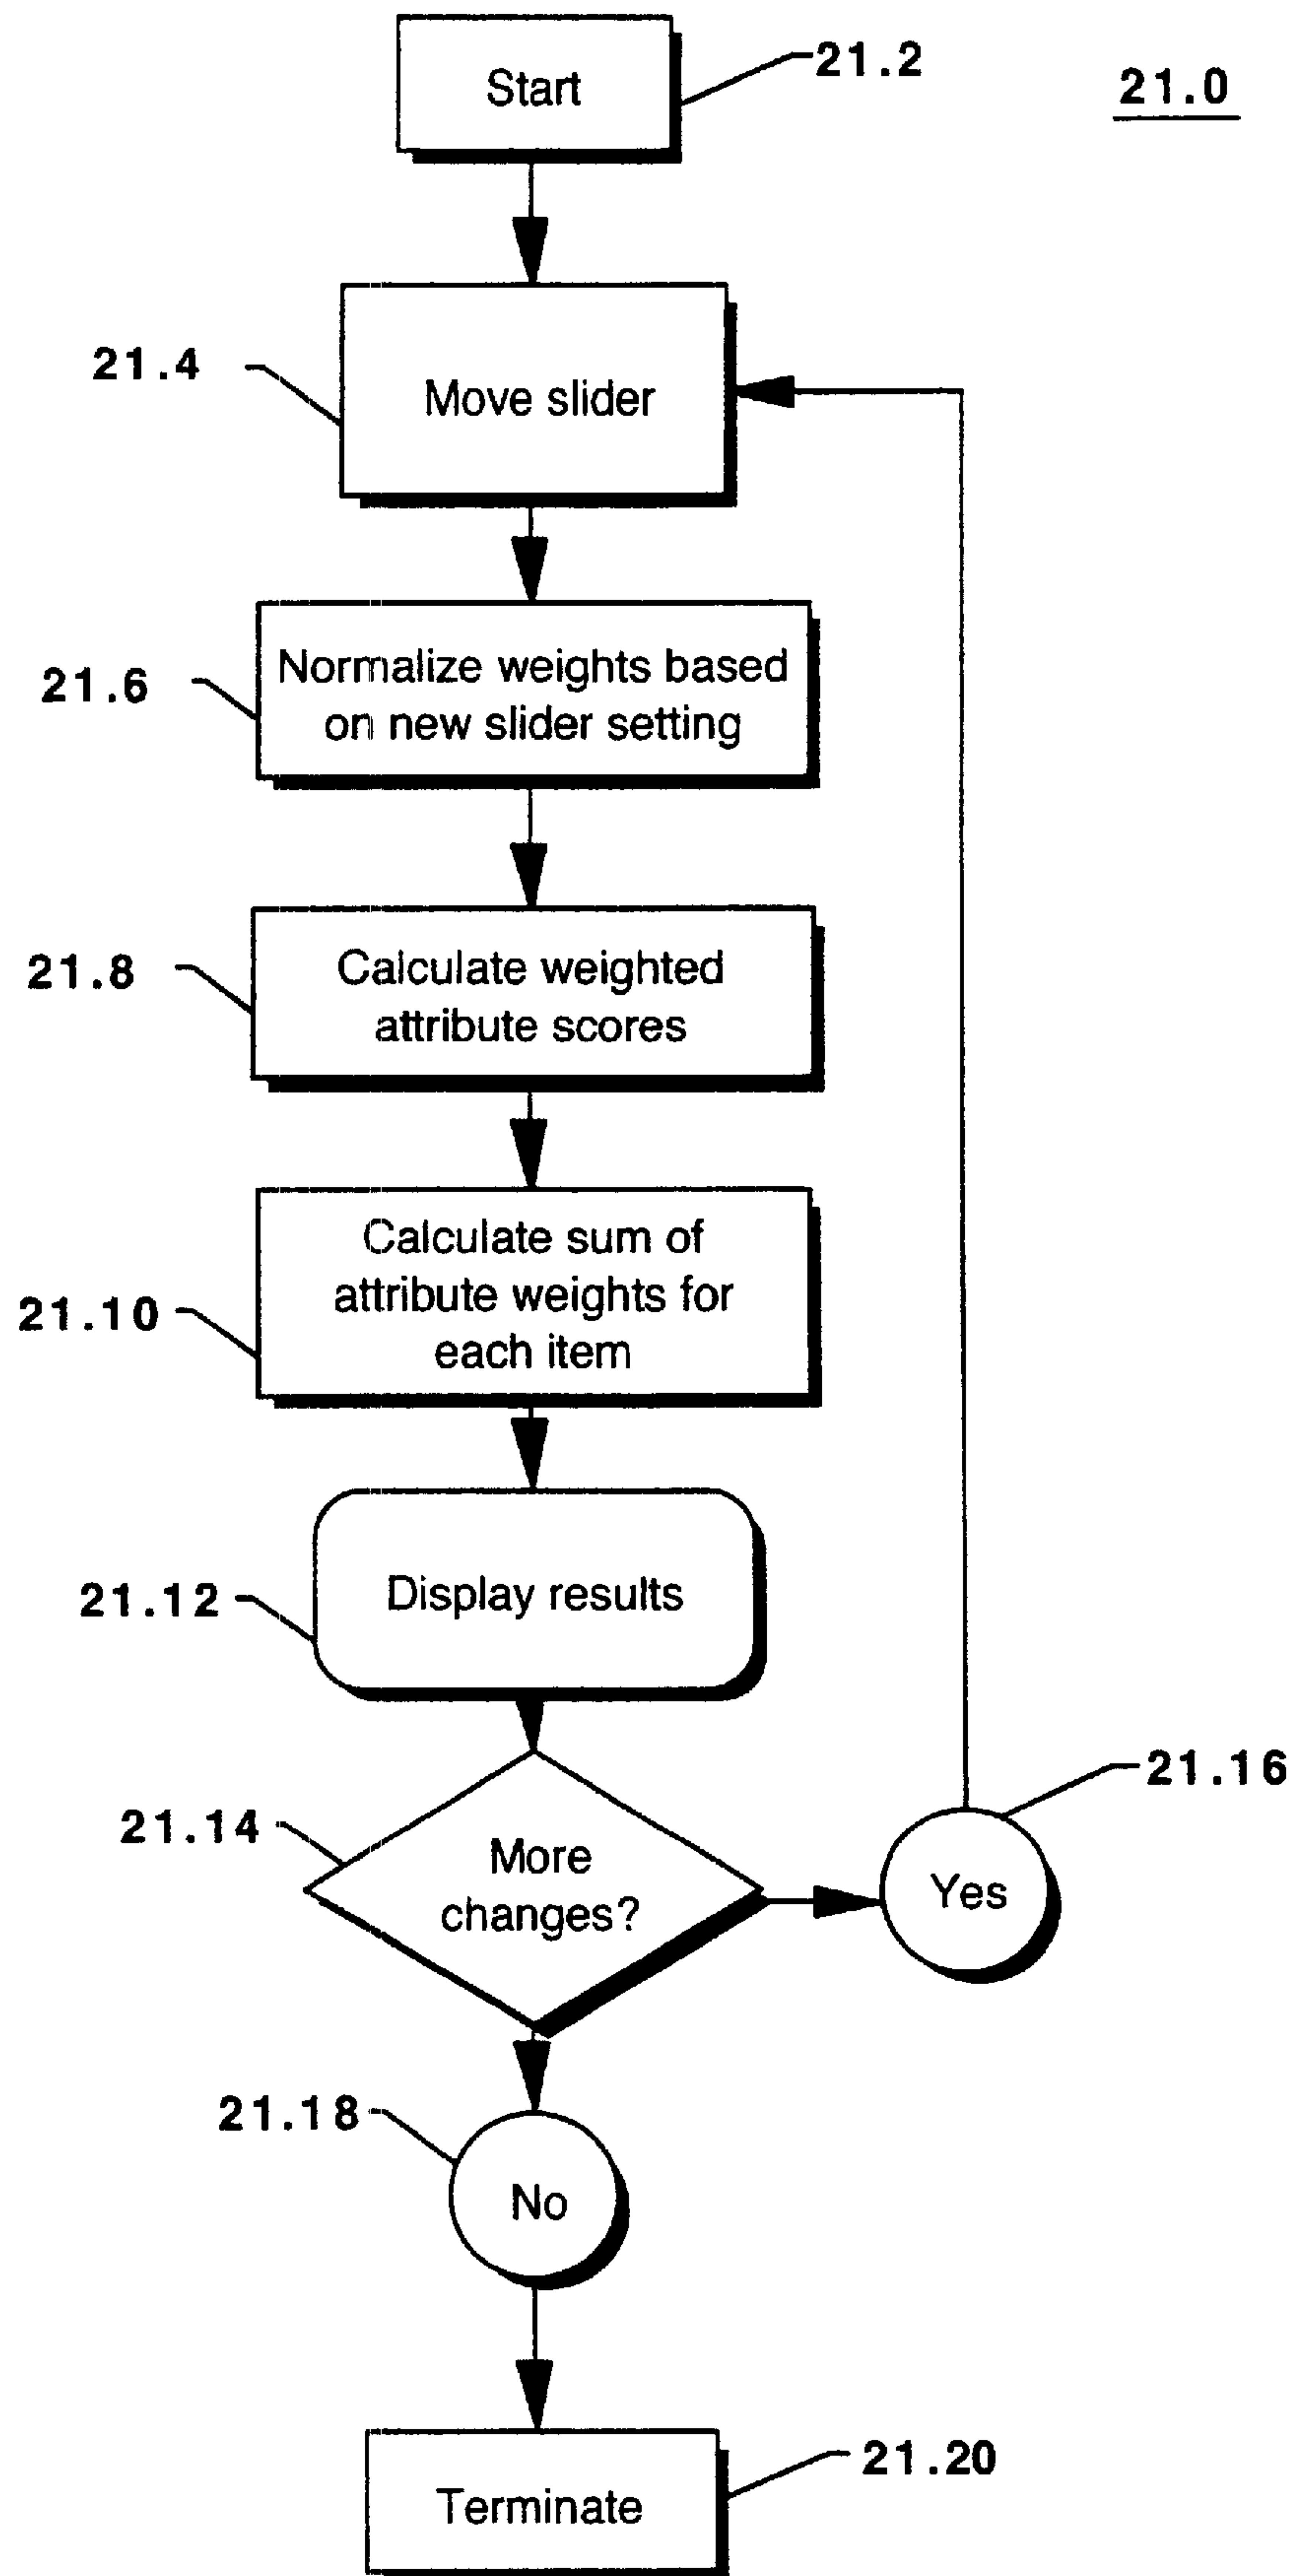 Start
21.2
21.0
21.4
Move slider
21.6
Normalize weights based
on new slider setting
21.8
Calculate weighted
attribute scores
21.10
Calculate sum of
attribute weights for
each item
21.12
Display results
21.14
More
changes?
21.16
Yes
21.18
No
21.20
Terminate